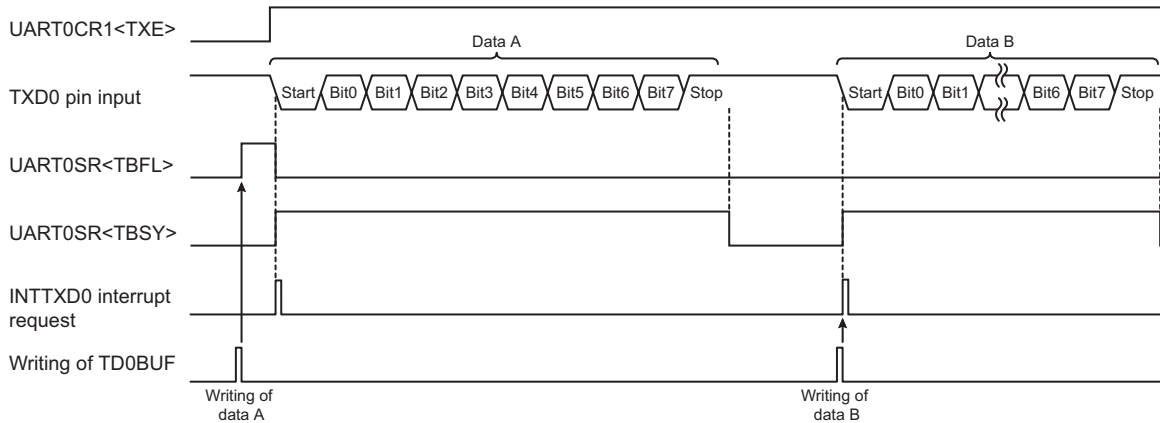 UART0CR1<TXE>
Data A
Data B
TXD0 pin input
Start Bit0 Bit1 Bit2 Bit3 Bit4 Bit5 Bit6 Bit7 Stop
Start Bit0 Bit1 Bit6 Bit7 Stop
UART0SR<TBFL>
UART0SR<TBSY>
INTTXD0 interrupt
request
Writing of TD0BUF
Writing of
data A
Writing of
data B